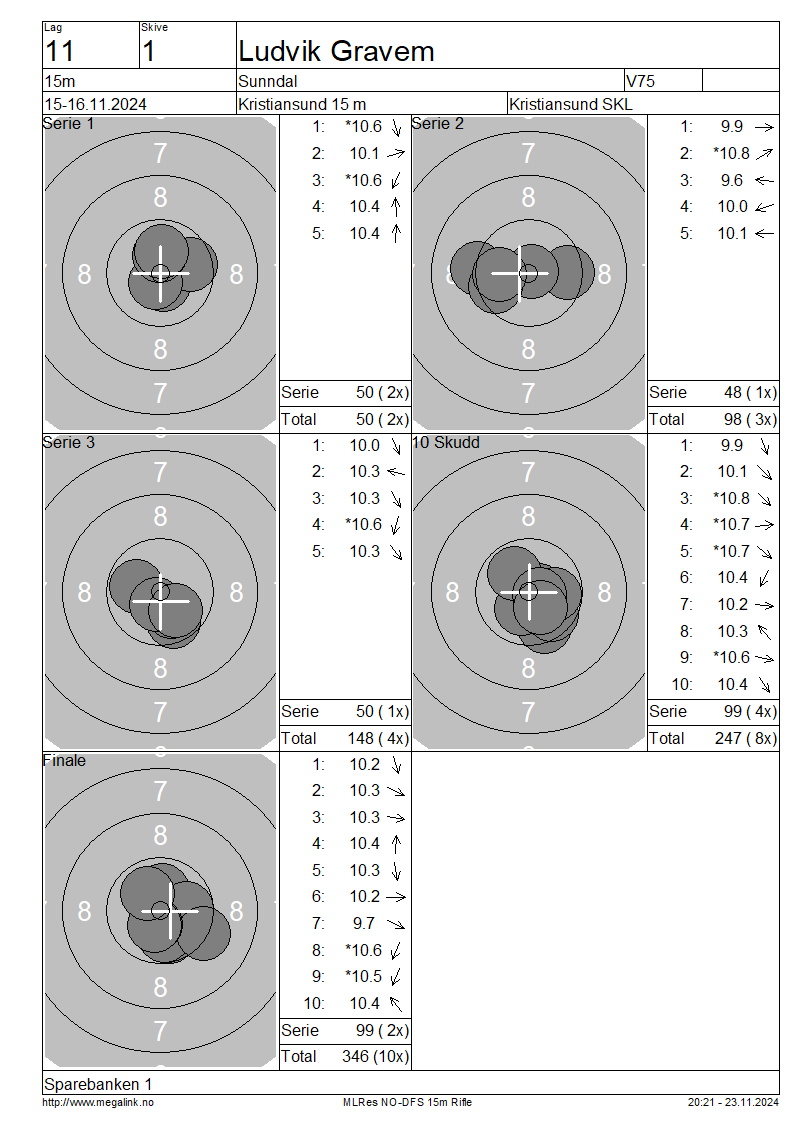 Lag Skive
11 1 Ludvik Gravem
15m Sunndal V75
15-16.11.2024 Kristiansund 15 m Kristiansund SKL
Serie 1
7
8
8 8
8
7
1: *10.6
2: 10.1
3: *10.6
4: 10.4
5: 10.4
Serie 50 ( 2x)
Total 50 ( 2x)
Serie 2
7
8
8 8
8
7
1: 9.9
2: *10.8
3: 9.6
4: 10.0
5: 10.1
Serie 48 ( 1x)
Total 98 ( 3x)
Serie 3
7
8
8 8
8
7
1: 10.0
2: 10.3
3: 10.3
4: *10.6
5: 10.3
Serie 50 ( 1x)
Total 148 ( 4x)
10 Skudd
7
8
8 8
8
7
1: 9.9
2: 10.1
3: *10.8
4: *10.7
5: *10.7
6: 10.4
7: 10.2
8: 10.3
9: *10.6
10: 10.4
Serie 99 ( 4x)
Total 247 ( 8x)
Finale
7
8
8 8
8
7
1: 10.2
2: 10.3
3: 10.3
4: 10.4
5: 10.3
6: 10.2
7: 9.7
8: *10.6
9: *10.5
10: 10.4
Serie 99 ( 2x)
Total 346 (10x)
Sparebanken 1
http://www.megalink.no MLRes NO-DFS 15m Rifle 20:21 - 23.11.2024